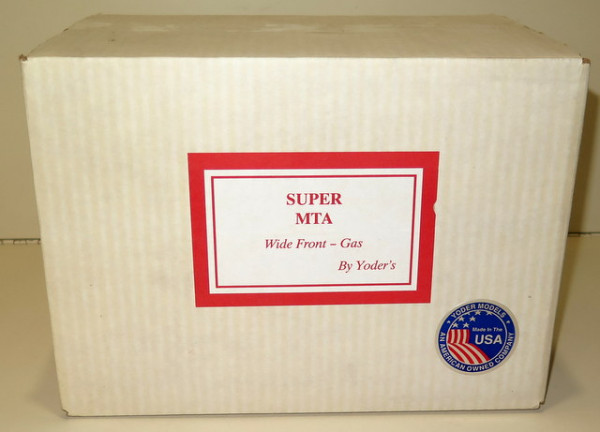 SUPER
MTA
Wide Front – Gas
By Yoder's
YODER MODELS
Made In The
USA
AN AMERICAN OWNED COMPANY